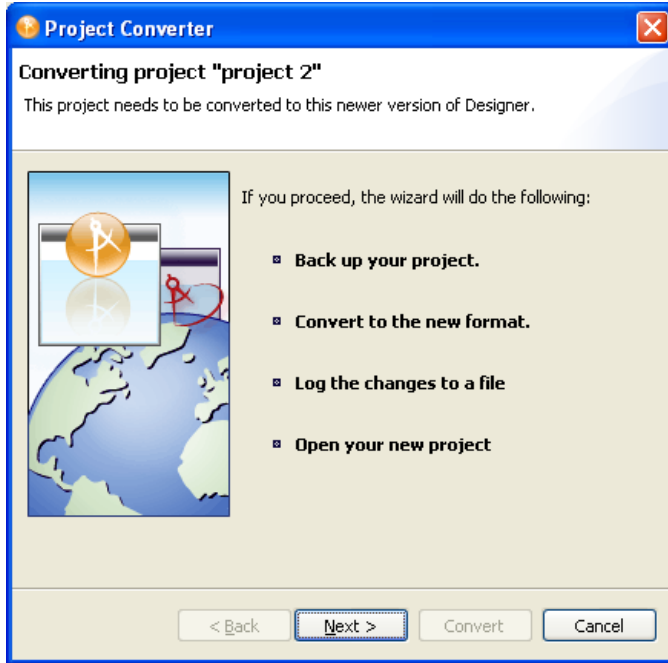 Project Converter
Converting project "project 2"
This project needs to be converted to this newer version of Designer.
If you proceed, the wizard will do the following:
Back up your project.
Convert to the new format.
Log the changes to a file
Open your new project
< Back Next > Convert Cancel